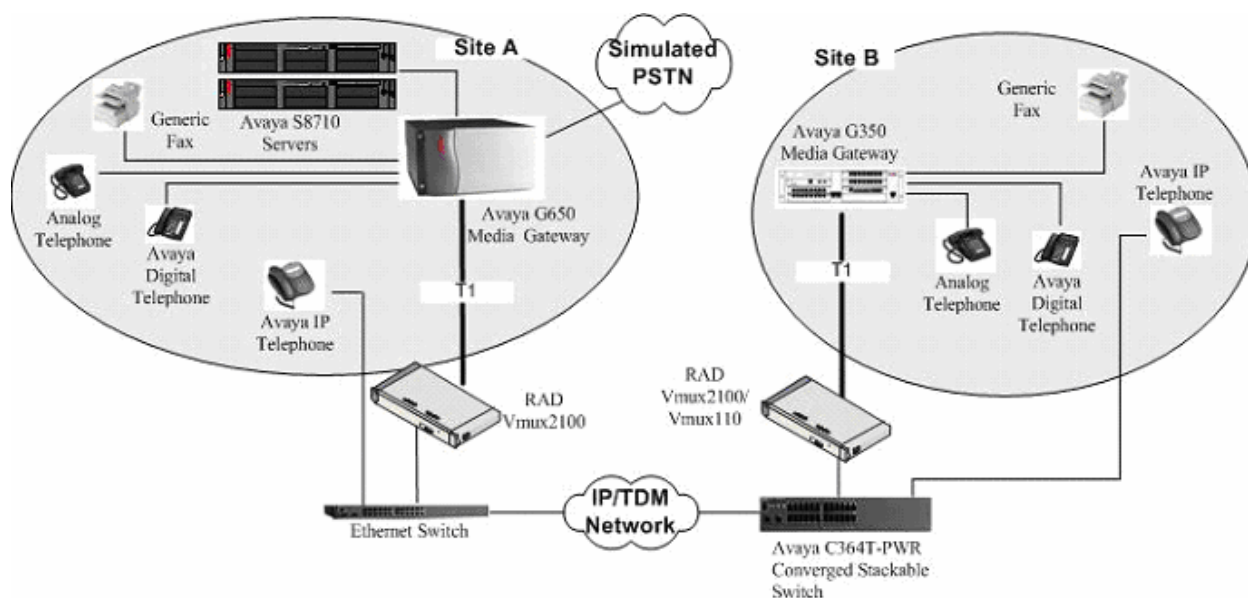 Site A
Simulated
PSTN
Site B
Generic
Fax
Avaya S8710
Servers
Analog
Telephone
Avaya
Digital
Telephone
Avaya IP
Telephone
Avaya G650
Media Gateway
T1
RAD
Vmux2100
Ethernet Switch
IP/TDM
Network
Generic
Fax
Avaya G350
Media Gateway
Avaya IP
Telephone
Analog
Telephone
Avaya
Digital
Telephone
T1
RAD
Vmux2100/
Vmux110
Avaya C364T-PWR
Converged Stackable
Switch